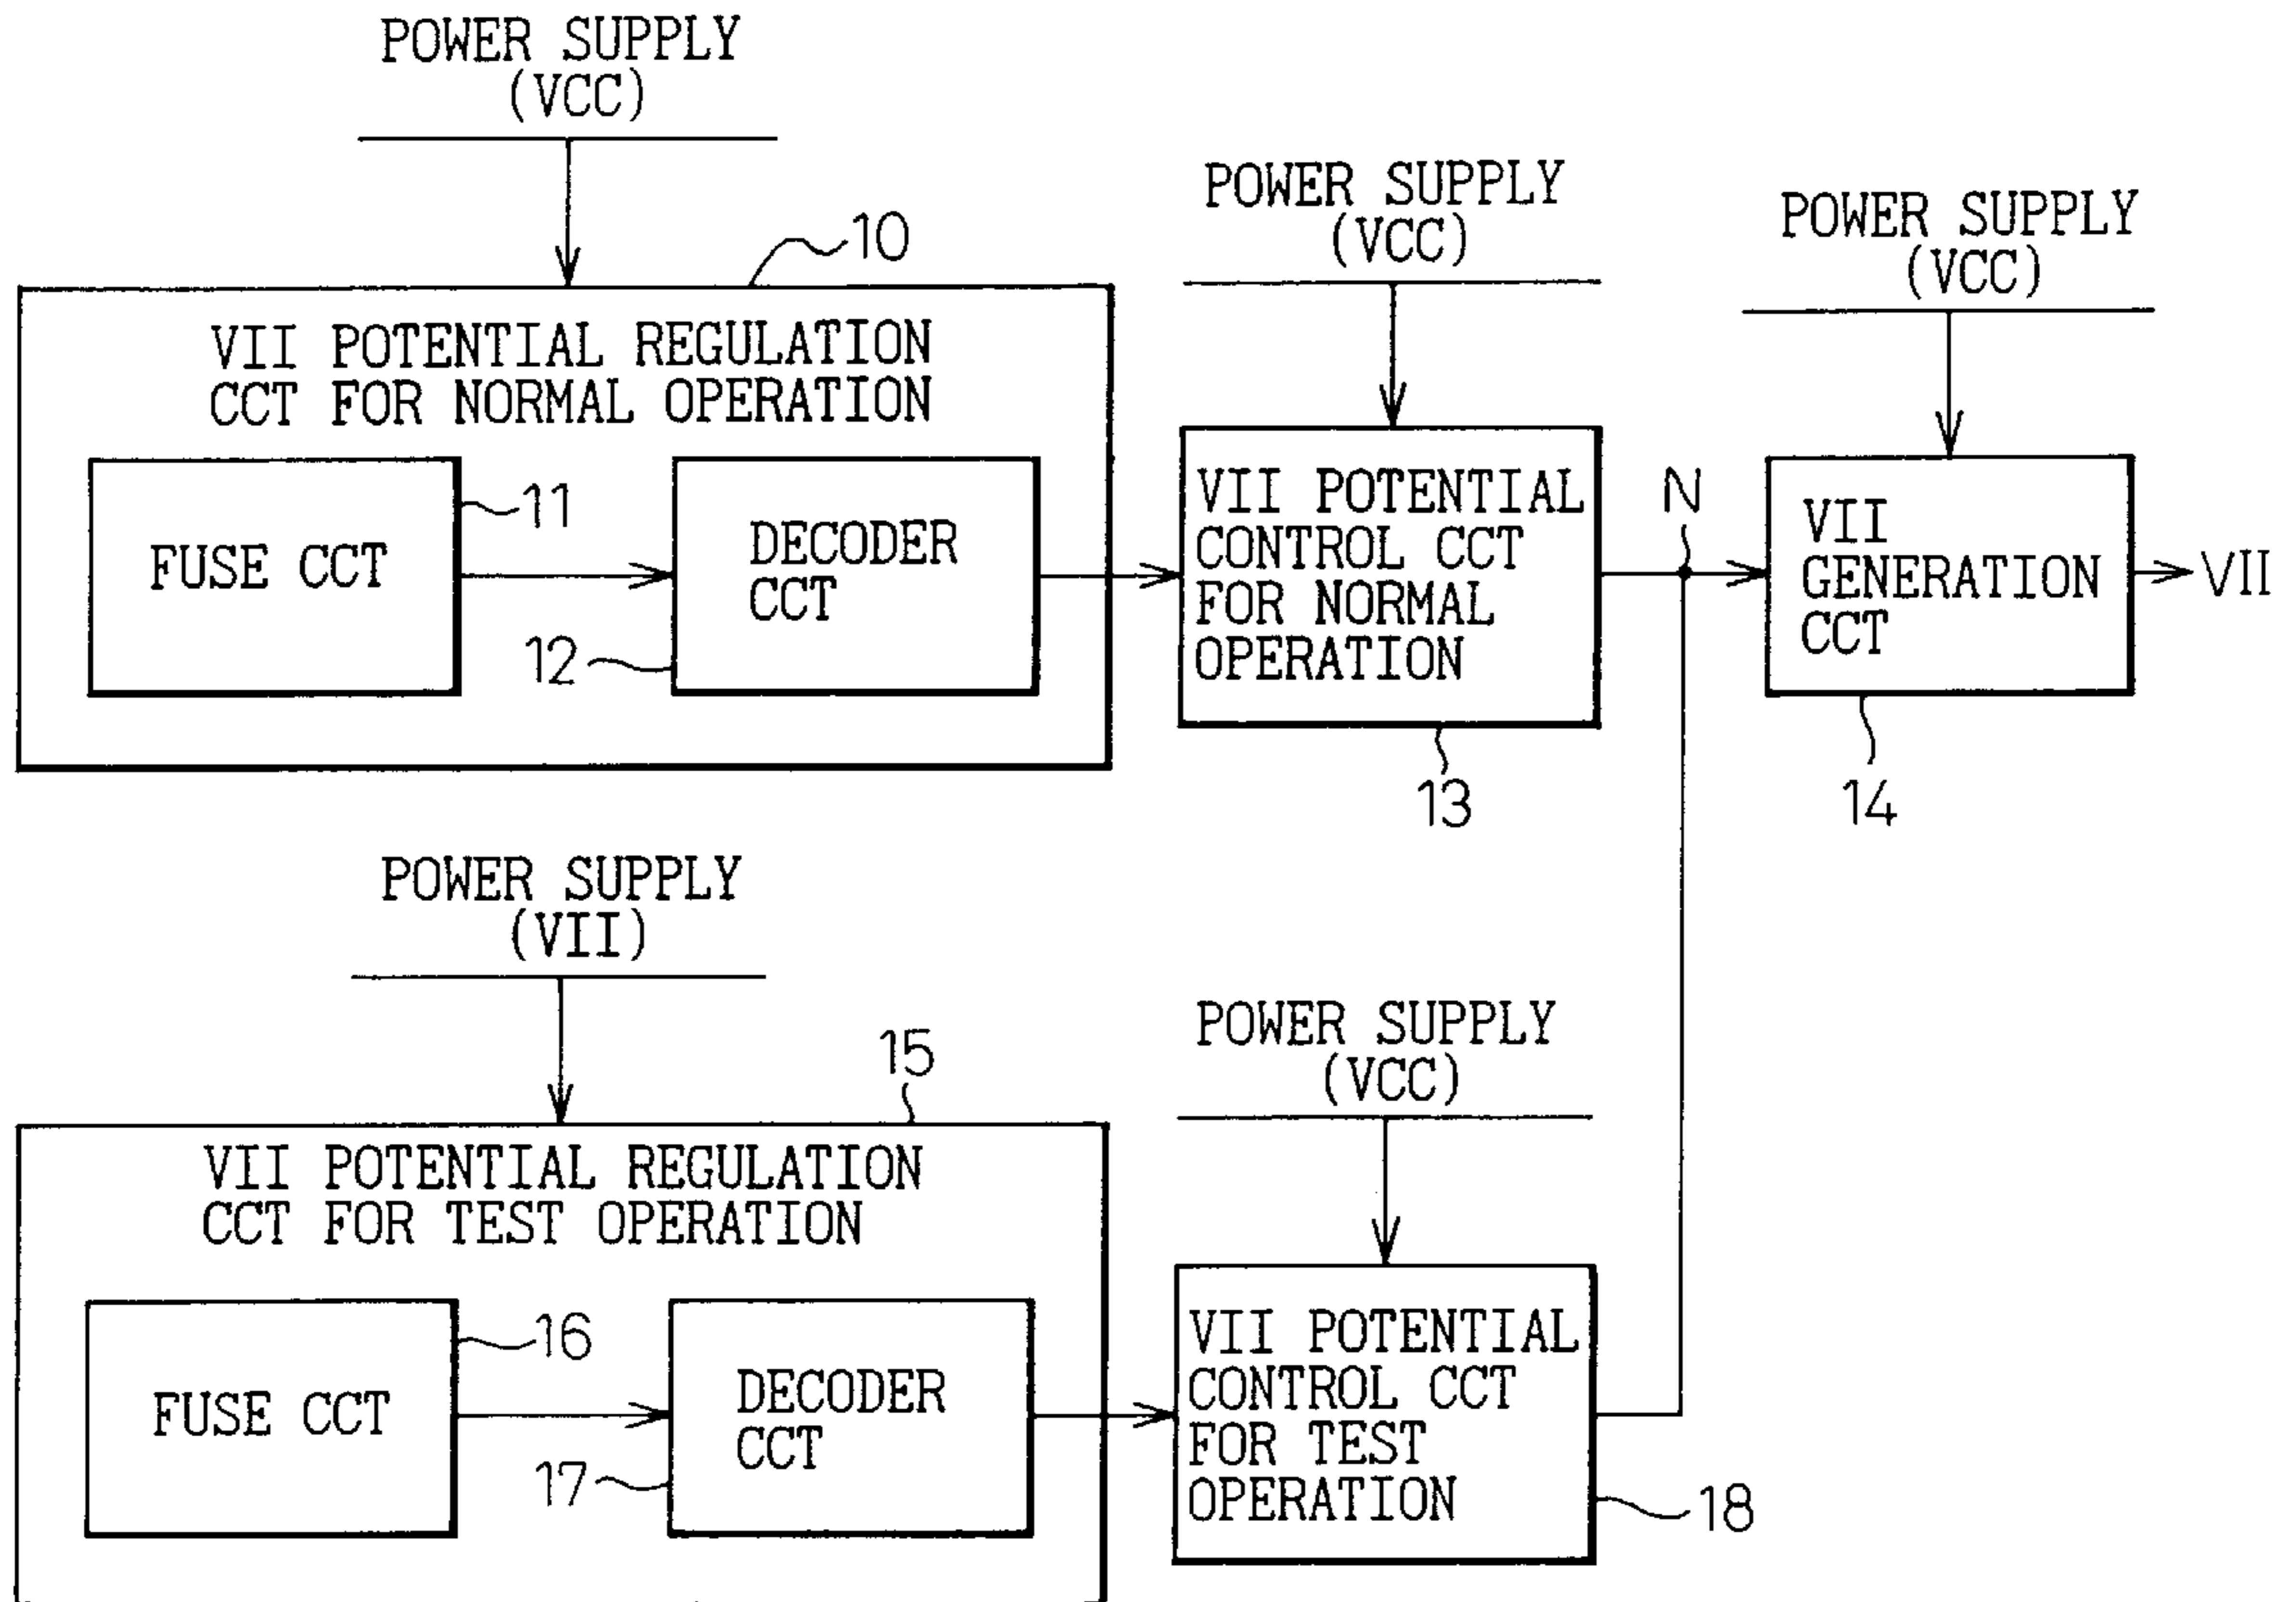 POWER SUPPLY
(VCC)
10
VII POTENTIAL REGULATION
CCT FOR NORMAL OPERATION
FUSE CCT
11
DECODER
CCT
12
POWER SUPPLY
(VCC)
VII POTENTIAL
CONTROL CCT
FOR NORMAL
OPERATION
13
N
POWER SUPPLY
(VCC)
VII
GENERATION
CCT
VII
14
POWER SUPPLY
(VII)
15
VII POTENTIAL REGULATION
CCT FOR TEST OPERATION
FUSE CCT
16
DECODER
CCT
17
POWER SUPPLY
(VCC)
VII POTENTIAL
CONTROL CCT
FOR TEST
OPERATION
18